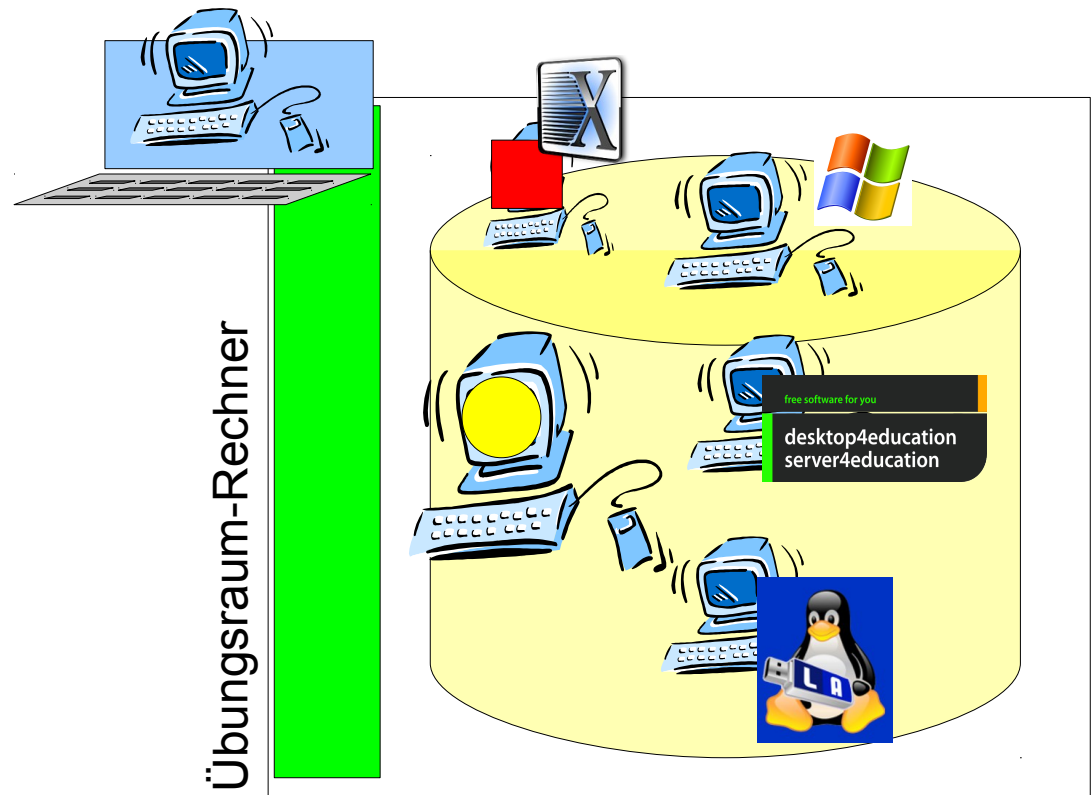 X
free software for you
desktop4education
server4education
Übungsraum-Rechner
L A